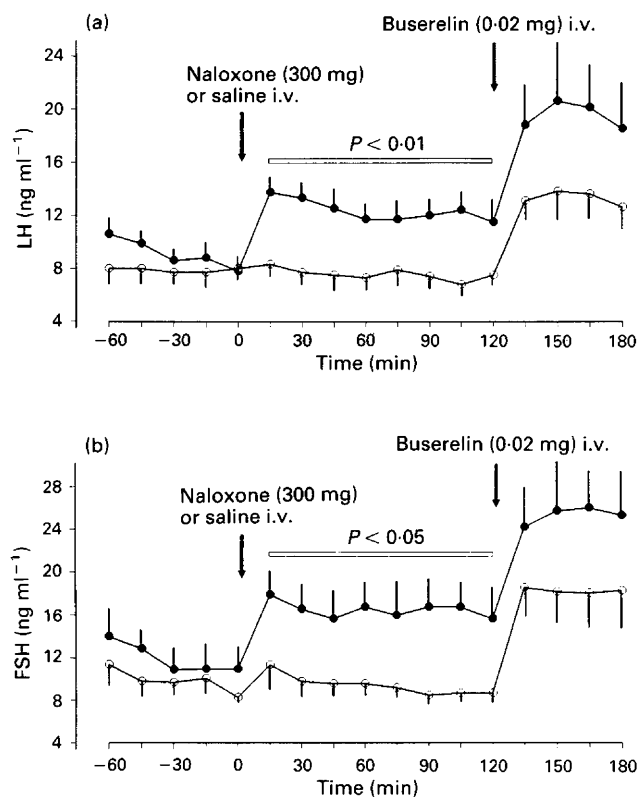 (a)
Buserelin (0·02 mg) i.v.
Naloxone (300 mg)
or saline i.v.
P < 0·01
LH (ng ml−1)
24
20
16
12
8
4
−60 −30 0 30 60 90 120 150 180
Time (min)
(b)
Buserelin (0·02 mg) i.v.
Naloxone (300 mg)
or saline i.v.
P < 0·05
FSH (ng ml−1)
28
24
20
16
12
8
4
−60 −30 0 30 60 90 120 150 180
Time (min)